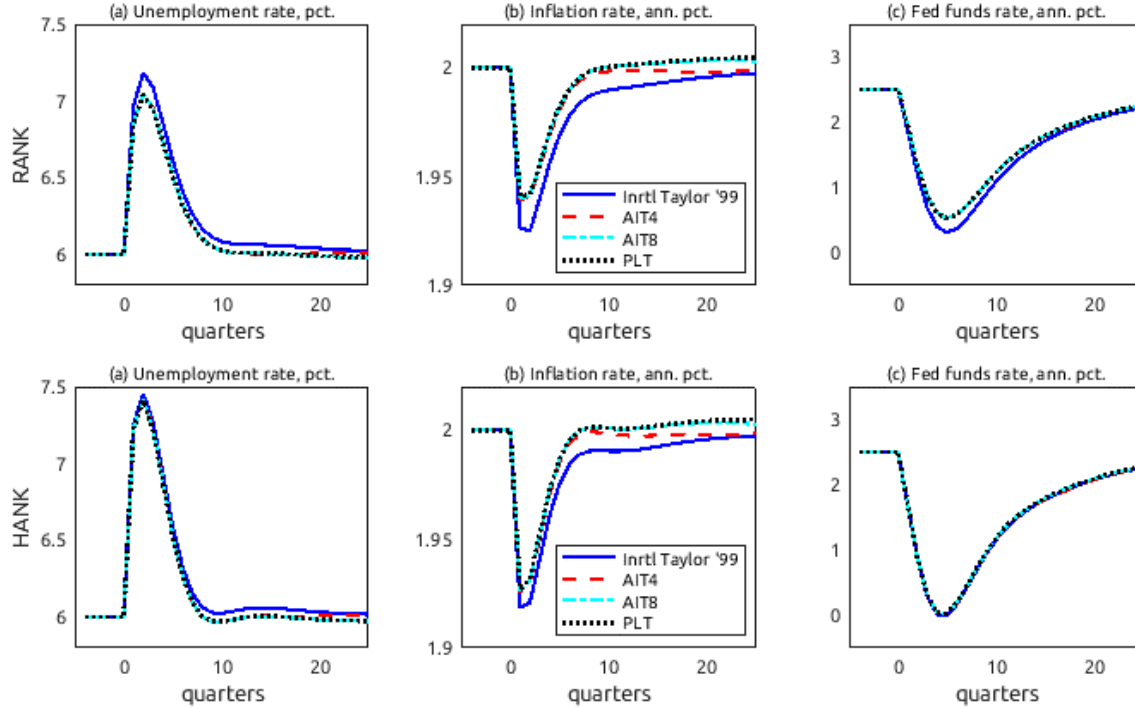 (a) Unemployment rate, pct.
7.5
7
6.5
6
0
10
20
quarters
RANK
(b) Inflation rate, ann. pct.
2
1.95
1.9
0
10
20
quarters
Inrtl Taylor '99
AIT4
AIT8
PLT
(c) Fed funds rate, ann. pct.
3
2
1
0
0
10
20
quarters
(a) Unemployment rate, pct.
7.5
7
6.5
6
0
10
20
quarters
HANK
(b) Inflation rate, ann. pct.
2
1.95
1.9
0
10
20
quarters
Inrtl Taylor '99
AIT4
AIT8
PLT
(c) Fed funds rate, ann. pct.
3
2
1
0
0
10
20
quarters